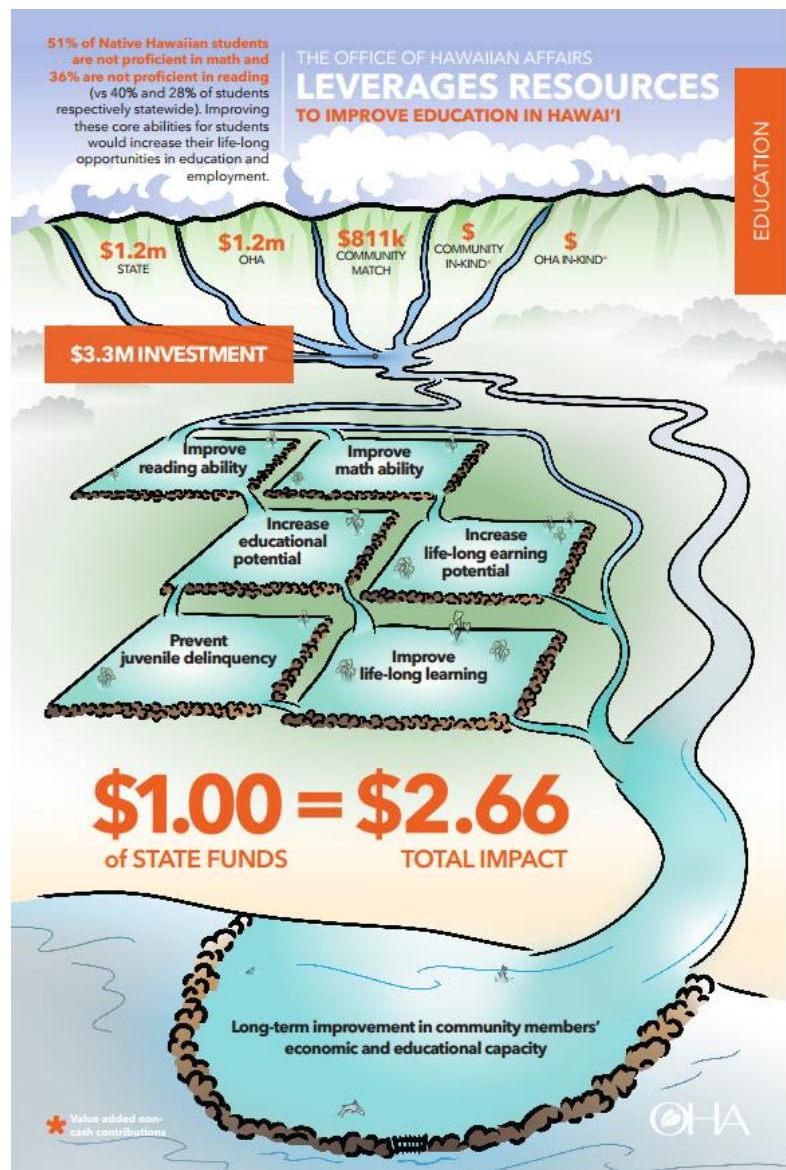 51% of Native Hawaiian students
are not proficient in math and
36% are not proficient in reading
(vs 40% and 28% of students
respectively statewide). Improving
these core abilities for students
would increase their life-long
opportunities in education and
employment.
THE OFFICE OF HAWAIIAN AFFAIRS
LEVERAGES RESOURCES
TO IMPROVE EDUCATION IN HAWAI'I
EDUCATION
$1.2m
STATE
$1.2m
OHA
$811k
COMMUNITY
MATCH
$
COMMUNITY
IN-KIND*
$
OHA IN-KIND*
$3.3M INVESTMENT
Improve
reading ability
Improve
math ability
Increase
educational
potential
Increase
life-long earning
potential
Prevent
juvenile delinquency
Improve
life-long learning
$1.00 = $2.66
of STATE FUNDS TOTAL IMPACT
Long-term improvement in community members'
economic and educational capacity
* Value added non-
cash contributions
OHA